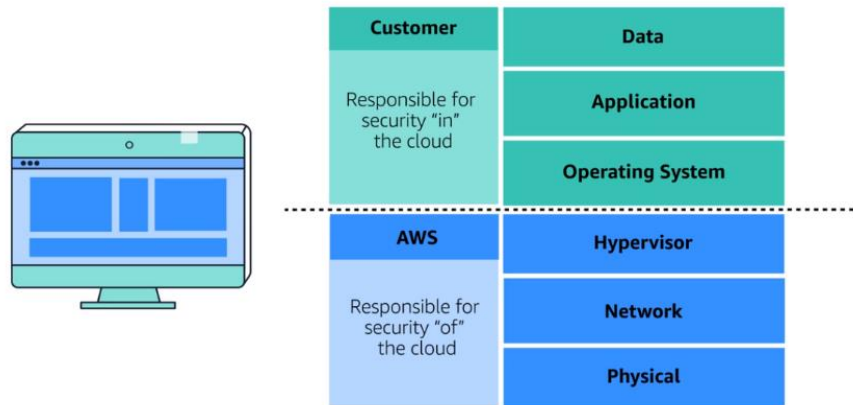 Customer
Data
Responsible for
security “in”
the cloud
Application
Operating System
AWS
Hypervisor
Responsible for
security “of”
the cloud
Network
Physical